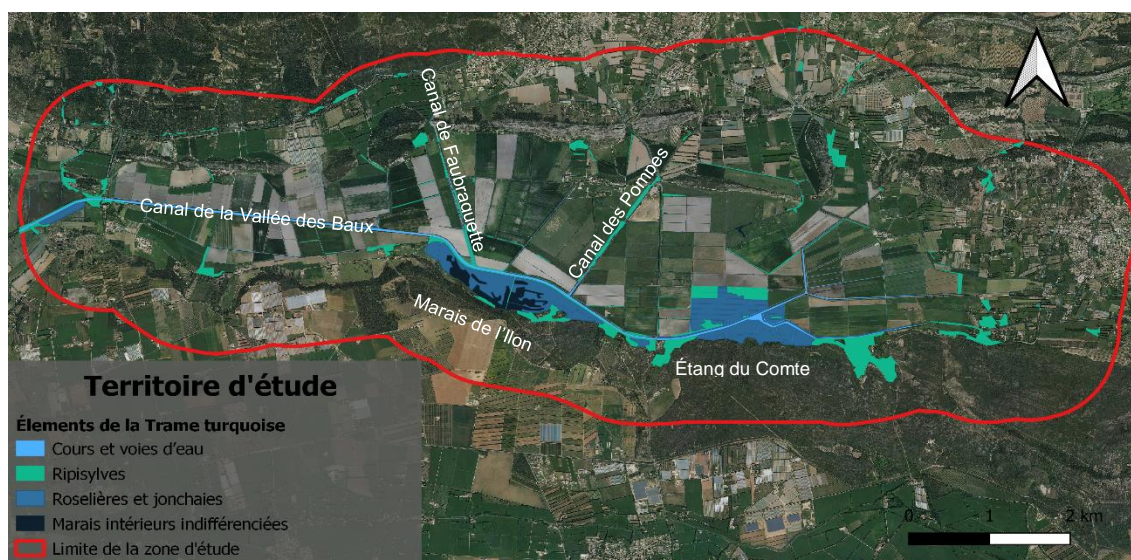 Canal de Faubraquette
Canal des Pompes
Canal de la Vallée des Baux
Marais de l'Ilon
Étang du Comte
Territoire d'étude
Élements de la Trame turquoise
Cours et voies d'eau
Ripisylves
Roselières et jonchaies
Marais intérieurs indifférenciées
Limite de la zone d'étude
0 1 2 km